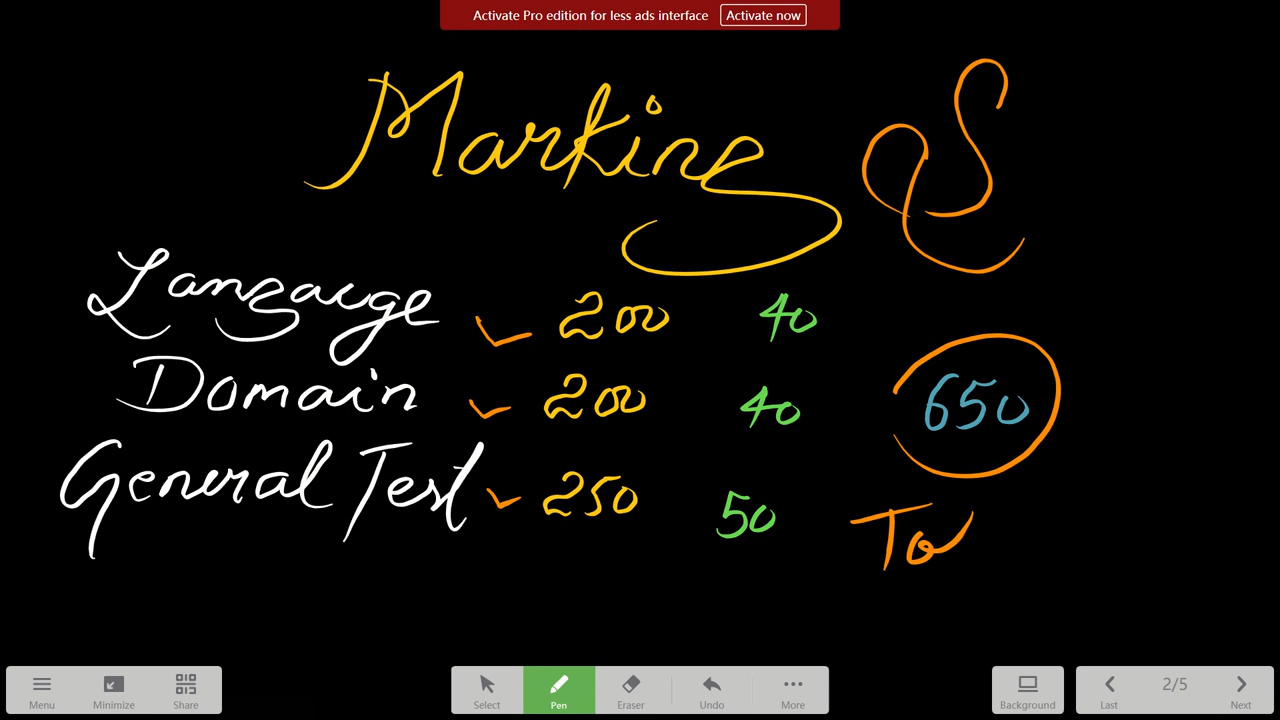 Activate Pro edition for less ads interface Activate now
Marking S
Langauge 200 40
Domain 200 40
650
General Test 250 50
To
Menu Minimize Share Select Pen Eraser Undo More Background Last 2/5 Next